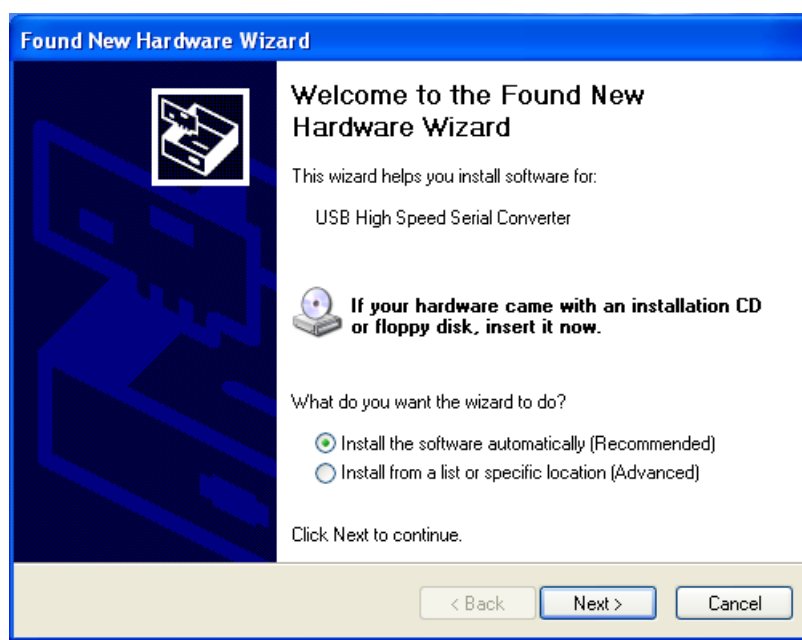 Found New Hardware Wizard
Welcome to the Found New
Hardware Wizard
This wizard helps you install software for:
USB High Speed Serial Converter
If your hardware came with an installation CD
or floppy disk, insert it now.
What do you want the wizard to do?
Install the software automatically (Recommended)
Install from a list or specific location (Advanced)
Click Next to continue.
< Back Next > Cancel